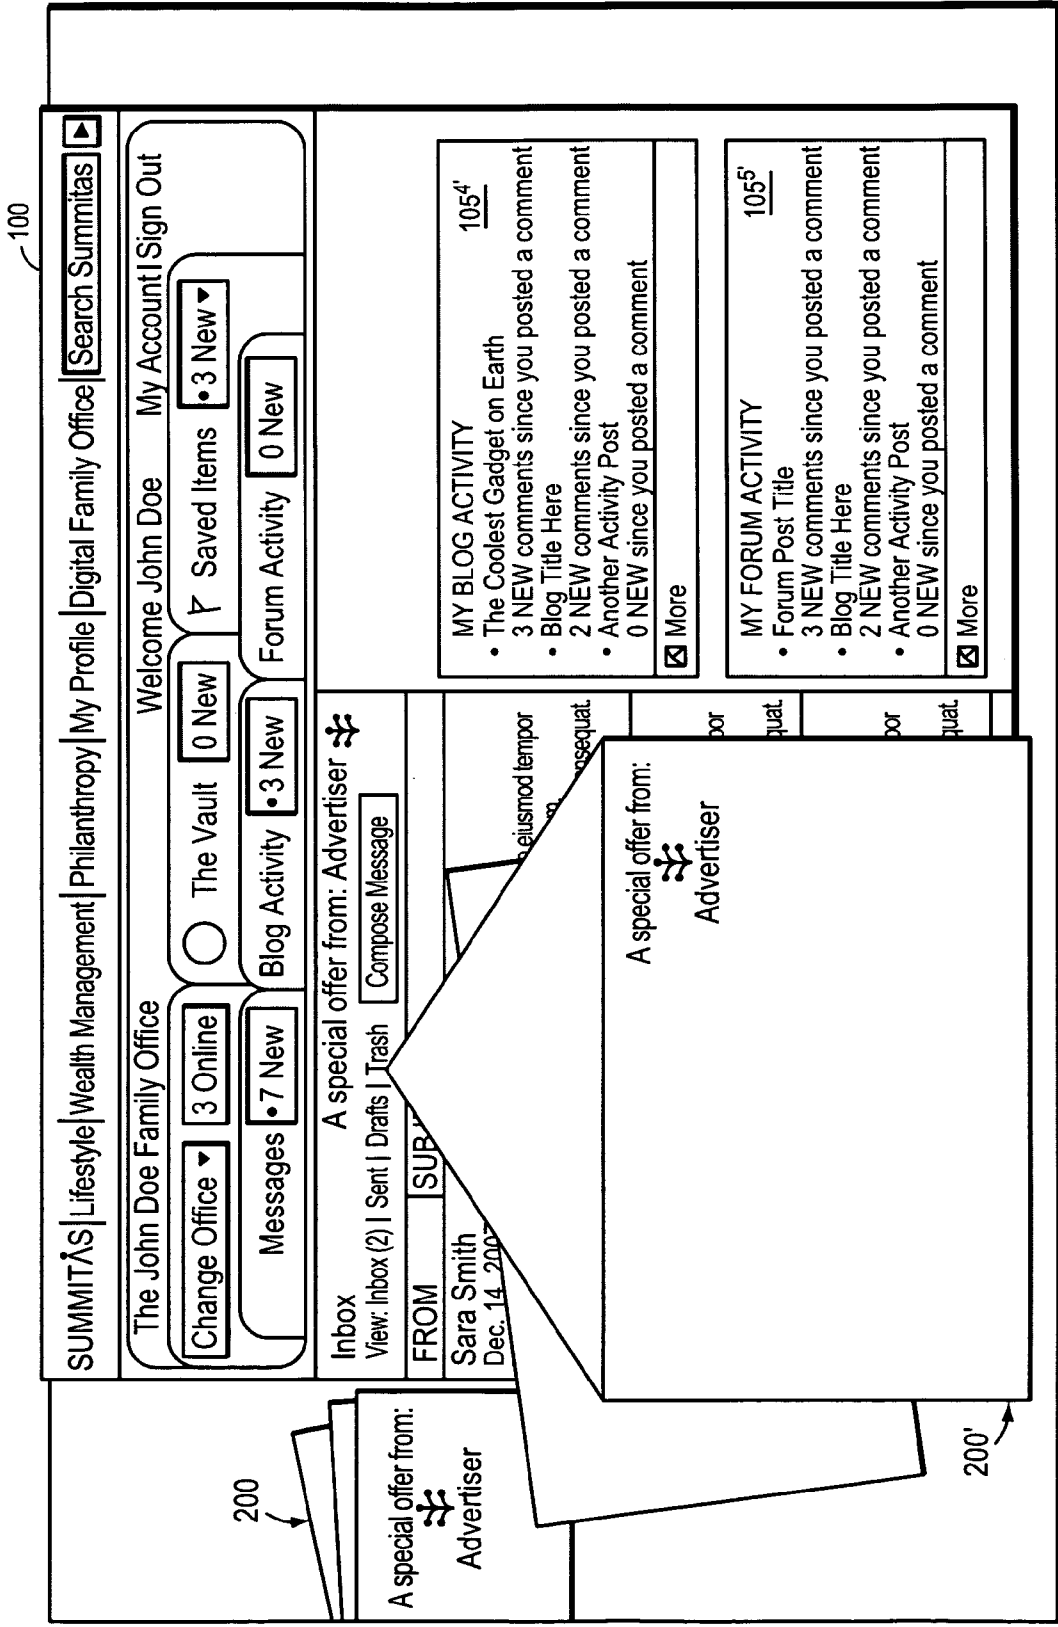 100
SUMMITÅS | Lifestyle | Wealth Management | Philanthropy | My Profile | Digital Family Office | Search Summitas
The John Doe Family Office Welcome John Doe My Account | Sign Out
Change Office 3 Online The Vault 0 New Saved Items • 3 New
Messages • 7 New Blog Activity • 3 New Forum Activity 0 New
Inbox A special offer from: Advertiser
View: Inbox (2) | Sent | Drafts | Trash Compose Message
FROM SUB
Sara Smith
Dec. 14, 2007
eiusmod tempor
nsequat.
por
quat.
por
quat.
MY BLOG ACTIVITY 105⁴'
• The Coolest Gadget on Earth
3 NEW comments since you posted a comment
• Blog Title Here
2 NEW comments since you posted a comment
• Another Activity Post
0 NEW since you posted a comment
More
MY FORUM ACTIVITY 105⁵'
• Forum Post Title
3 NEW comments since you posted a comment
• Blog Title Here
2 NEW comments since you posted a comment
• Another Activity Post
0 NEW since you posted a comment
More
200
A special offer from:
Advertiser
A special offer from:
Advertiser
200'